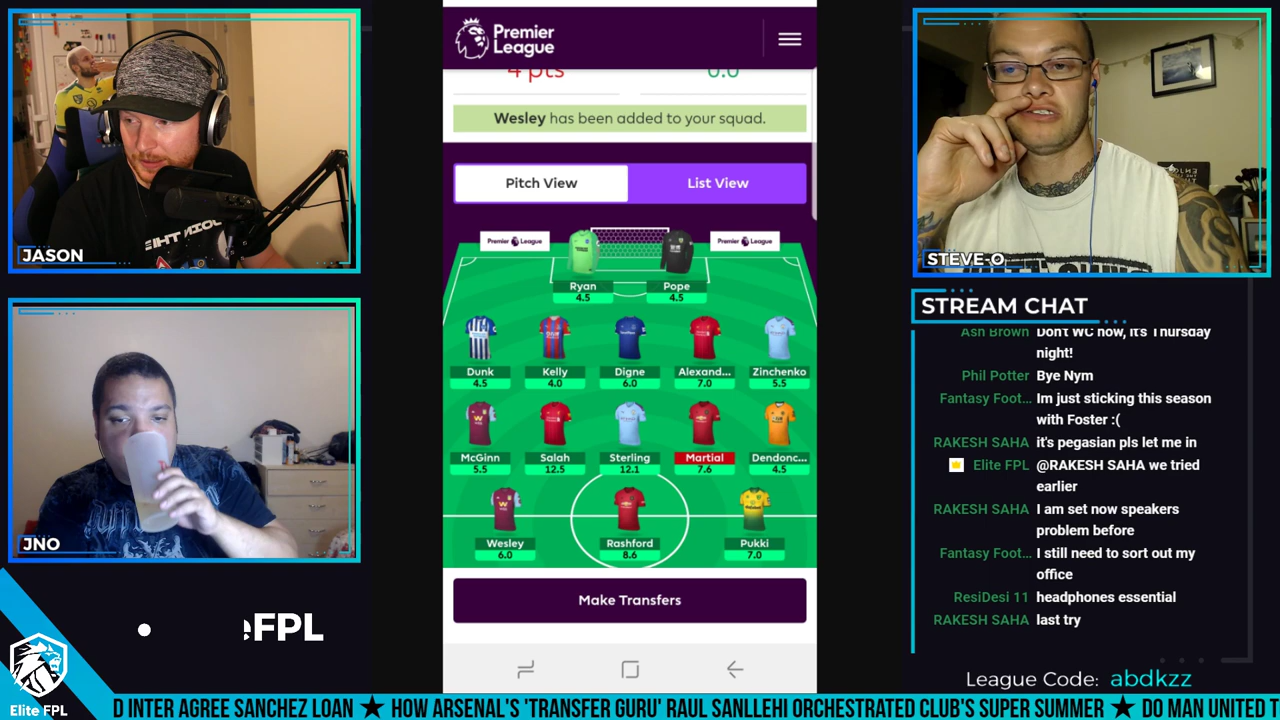 JASON
JNO
eFPL
Elite FPL
Premier
League
4 pts
0.0
Wesley has been added to your squad.
Pitch View
List View
Premier League
Premier League
Ryan
4.5
Pope
4.5
Dunk
4.5
Kelly
4.0
Digne
6.0
Alexand...
7.0
Zinchenko
5.5
McGinn
5.5
Salah
12.5
Sterling
12.1
Martial
7.6
Dendonc...
4.5
Wesley
6.0
Rashford
8.6
Pukki
7.0
Make Transfers
STEVE-O
STREAM CHAT
Ash Brown Don't WC now, it's Thursday
night!
Phil Potter Bye Nym
Fantasy Foot... Im just sticking this season
with Foster :(
RAKESH SAHA it's pegasian pls let me in
Elite FPL @RAKESH SAHA we tried
earlier
RAKESH SAHA I am set now speakers
problem before
Fantasy Foot... I still need to sort out my
office
ResiDesi 11 headphones essential
RAKESH SAHA last try
League Code: abdkzz
D INTER AGREE SANCHEZ LOAN ★ HOW ARSENAL'S 'TRANSFER GURU' RAUL SANLLEHI ORCHESTRATED CLUB'S SUPER SUMMER ★ DO MAN UNITED T